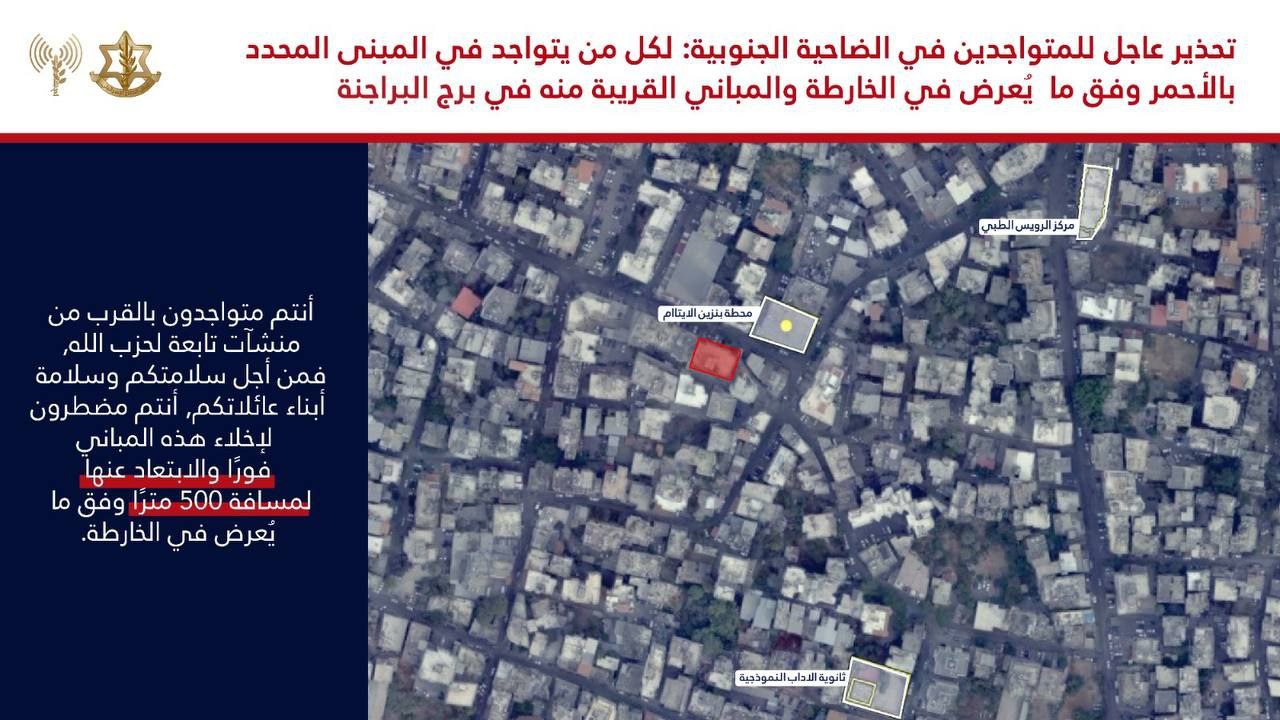 تحذير عاجل للمتواجدين في الضاحية الجنوبية: لكل من يتواجد في المبنى المحدد
بالأحمر وفق ما يُعرض في الخارطة والمباني القريبة منه في برج البراجنة
مركز الرويس الطبي
محطة بنزين الايتاام
ثانوية الاداب النموذجية
أنتم متواجدون بالقرب من
منشآت تابعة لحزب الله,
فمن أجل سلامتكم وسلامة
أبناء عائلاتكم, أنتم مضطرون
لإخلاء هذه المباني
فورًا والابتعاد عنها
لمسافة 500 مترًا وفق ما
يُعرض في الخارطة.